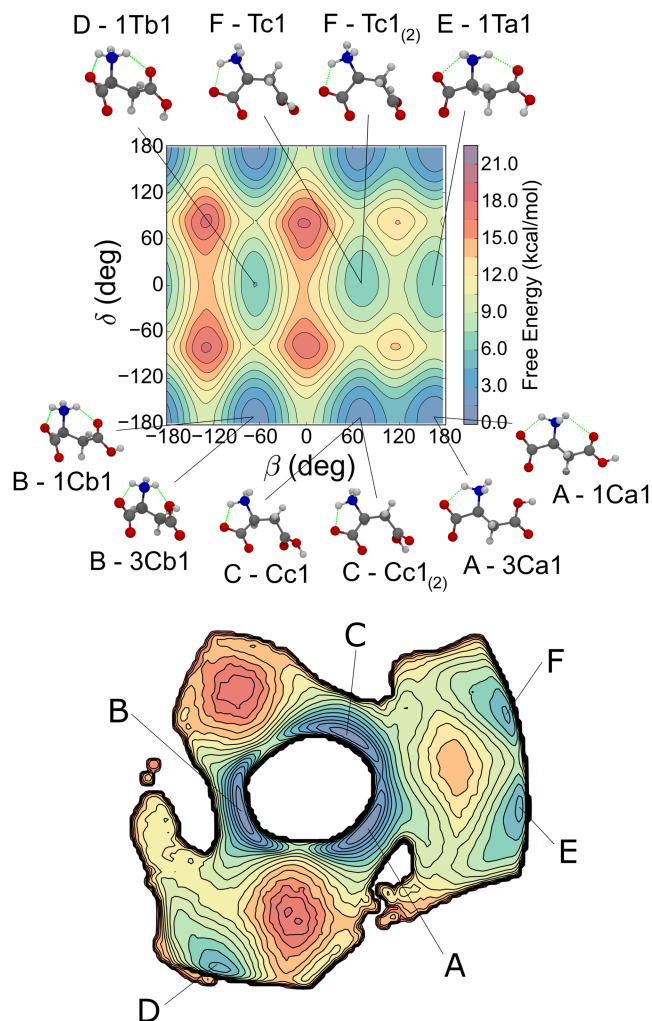 D - 1Tb1 F - Tc1 F - Tc1(2) E - 1Ta1
180
120
60
0
−60
−120
−180
δ (deg)
−180 −120 −60 0 60 120 180
β (deg)
21.0
18.0
15.0
12.0
9.0
6.0
3.0
0.0
Free Energy (kcal/mol)
B - 1Cb1
A - 1Ca1
B - 3Cb1
C - Cc1
C - Cc1(2)
A - 3Ca1
C
F
B
E
A
D